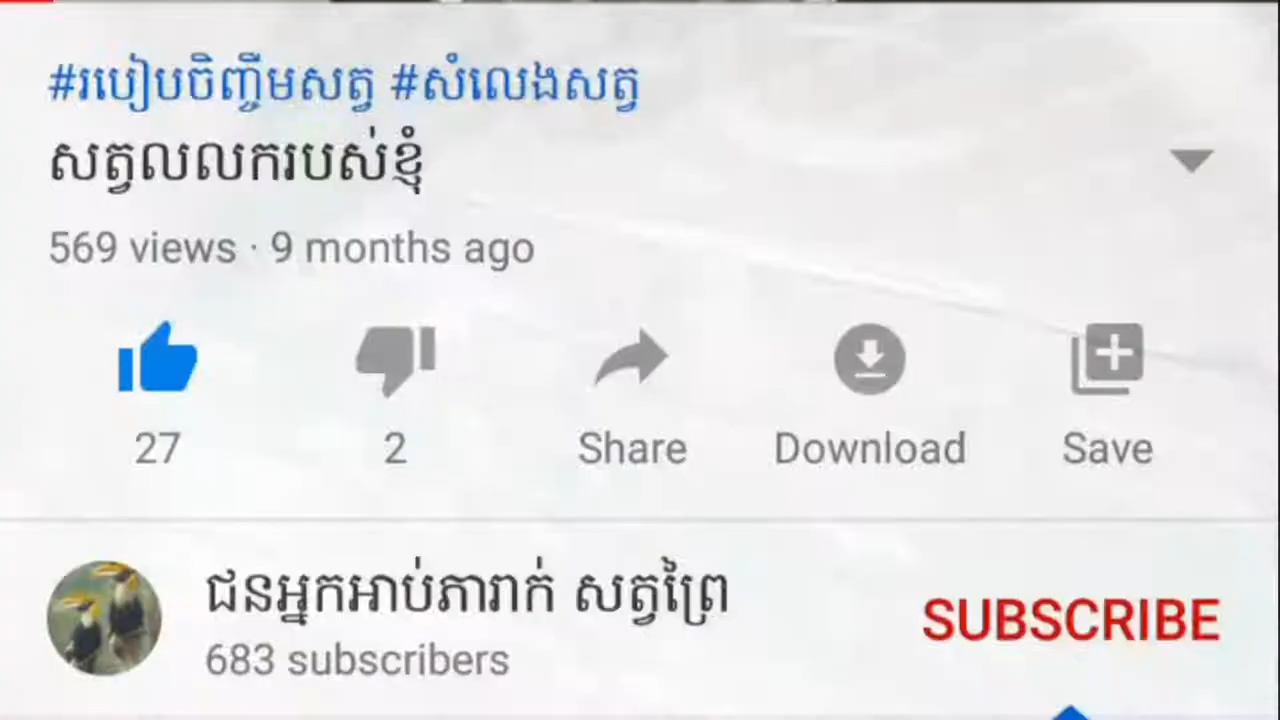 #របៀបចិញ្ចឹមសត្វ #សំលេងសត្វ
សត្វលលករបស់ខ្ញុំ
569 views · 9 months ago
27
2
Share
Download
Save
ជនអ្នកអាប់ភារាក់ សត្វព្រៃ
SUBSCRIBE
683 subscribers